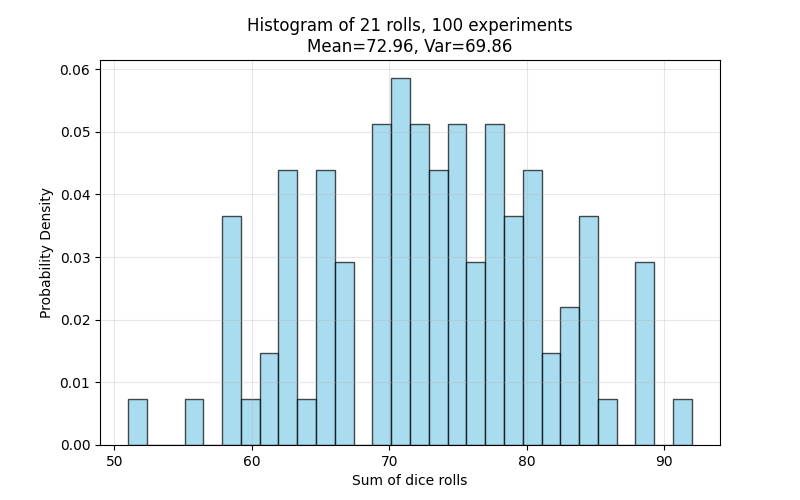 Histogram of 21 rolls, 100 experiments
Mean=72.96, Var=69.86
0.06
0.05
0.04
0.03
0.02
0.01
0.00
Probability Density
50 60 70 80 90
Sum of dice rolls